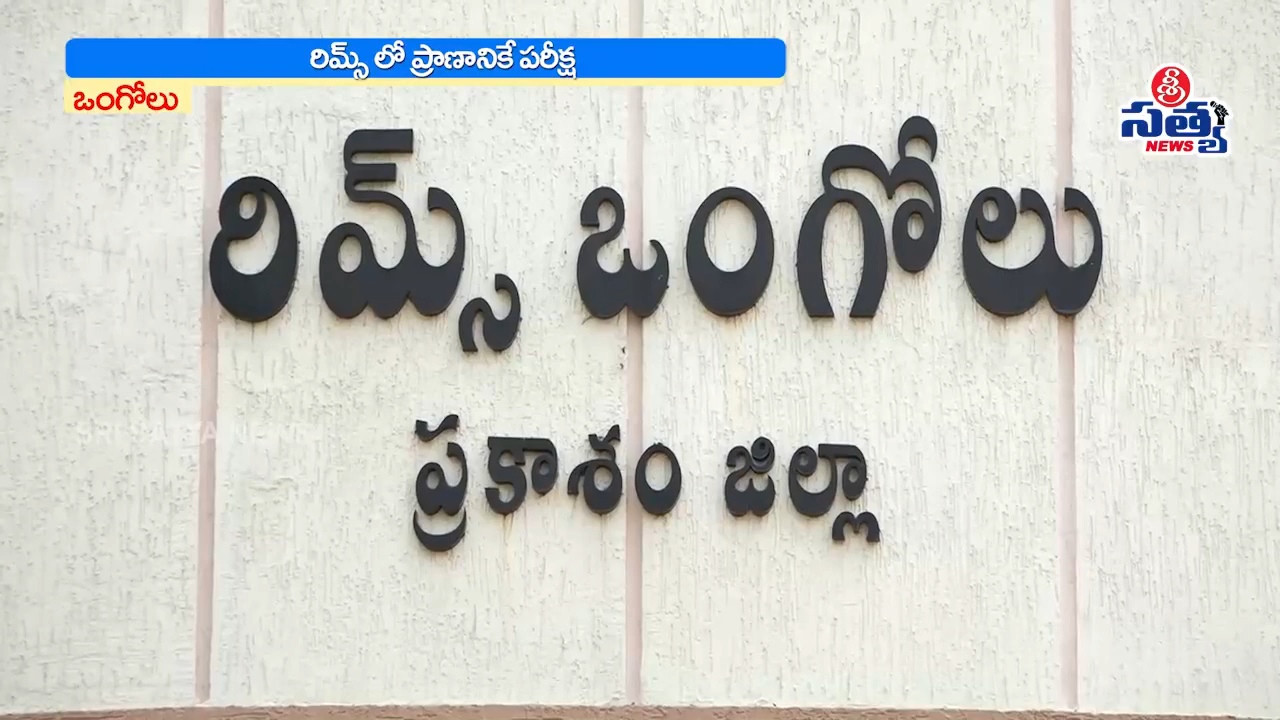 రిమ్స్ లో ప్రాణానికే పరీక్ష
ఒంగోలు
శ్రీ
సత్య
NEWS
రిమ్స్ ఒంగోలు
ప్రకాశం జిల్లా